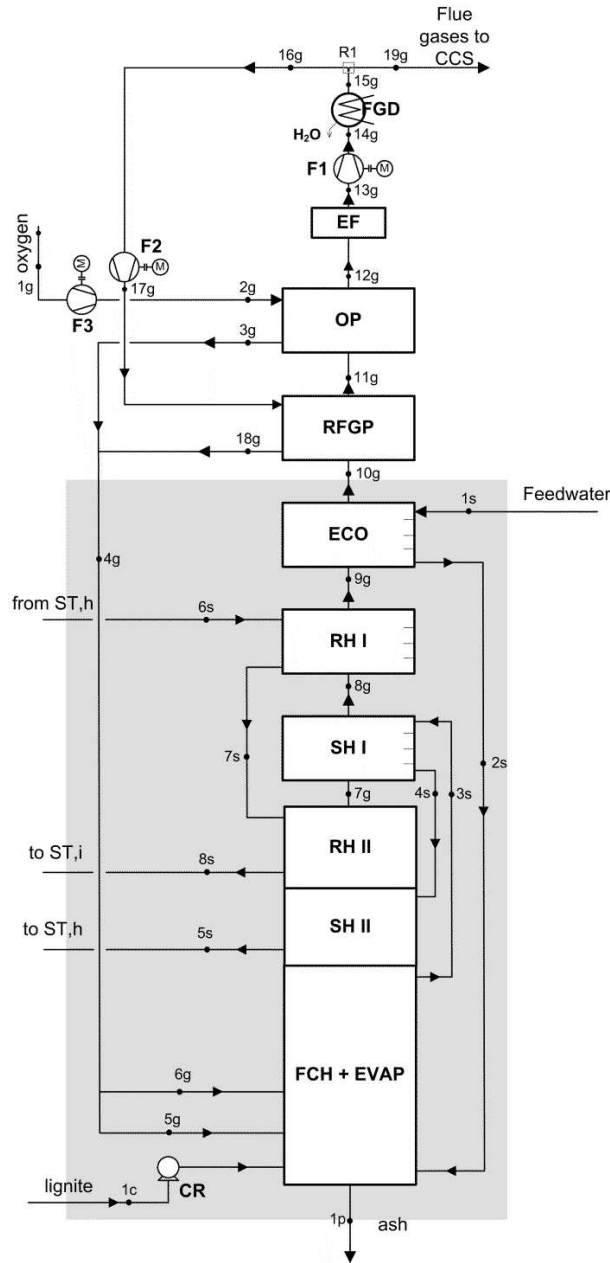 Flue
gases to
CCS
16g
R1
19g
15g
FGD
H₂O
14g
F1
M
13g
EF
oxygen
M
F2
M
12g
1g
17g
2g
F3
OP
3g
11g
RFGP
18g
10g
1s
Feedwater
ECO
4g
9g
from ST,h
6s
RH I
8g
7s
SH I
2s
7g
4s
3s
to ST,i
8s
RH II
to ST,h
5s
SH II
FCH + EVAP
6g
5g
lignite
1c
CR
1p
ash